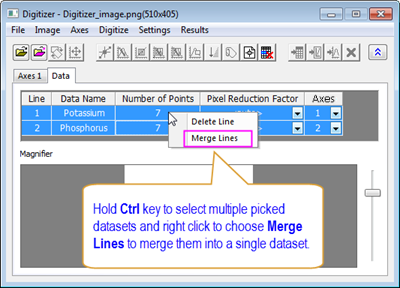 Digitizer - Digitizer_image.png(510x405)
File Image Axes Digitize Settings Results
Axes 1 Data
Line Data Name Number of Points Pixel Reduction Factor Axes
1 Potassium 7 1
2 Phosphorus 7 2
Delete Line
Merge Lines
Magnifier
Hold Ctrl key to select multiple picked
datasets and right click to choose Merge
Lines to merge them into a single dataset.